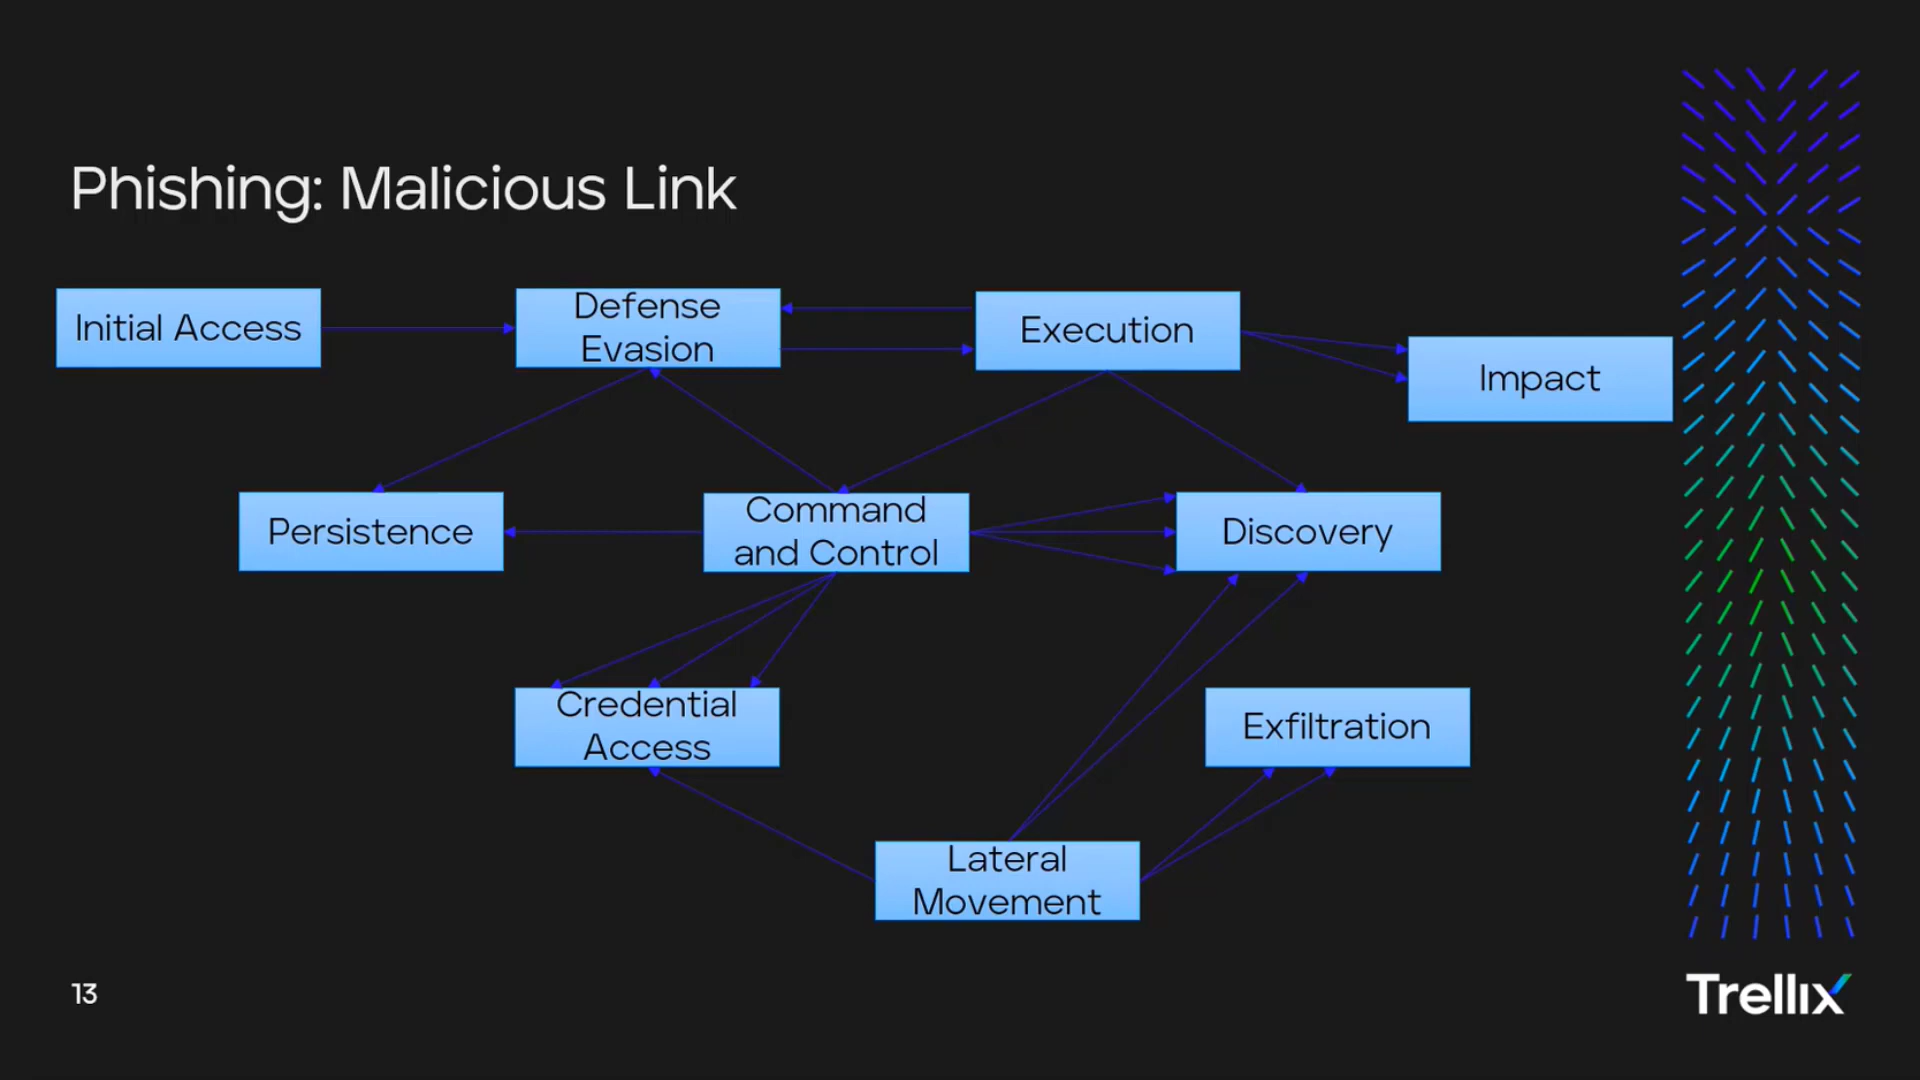 Phishing: Malicious Link
Initial Access
Defense
Evasion
Execution
Impact
Persistence
Command
and Control
Discovery
Credential
Access
Exfiltration
Lateral
Movement
13
Trellix